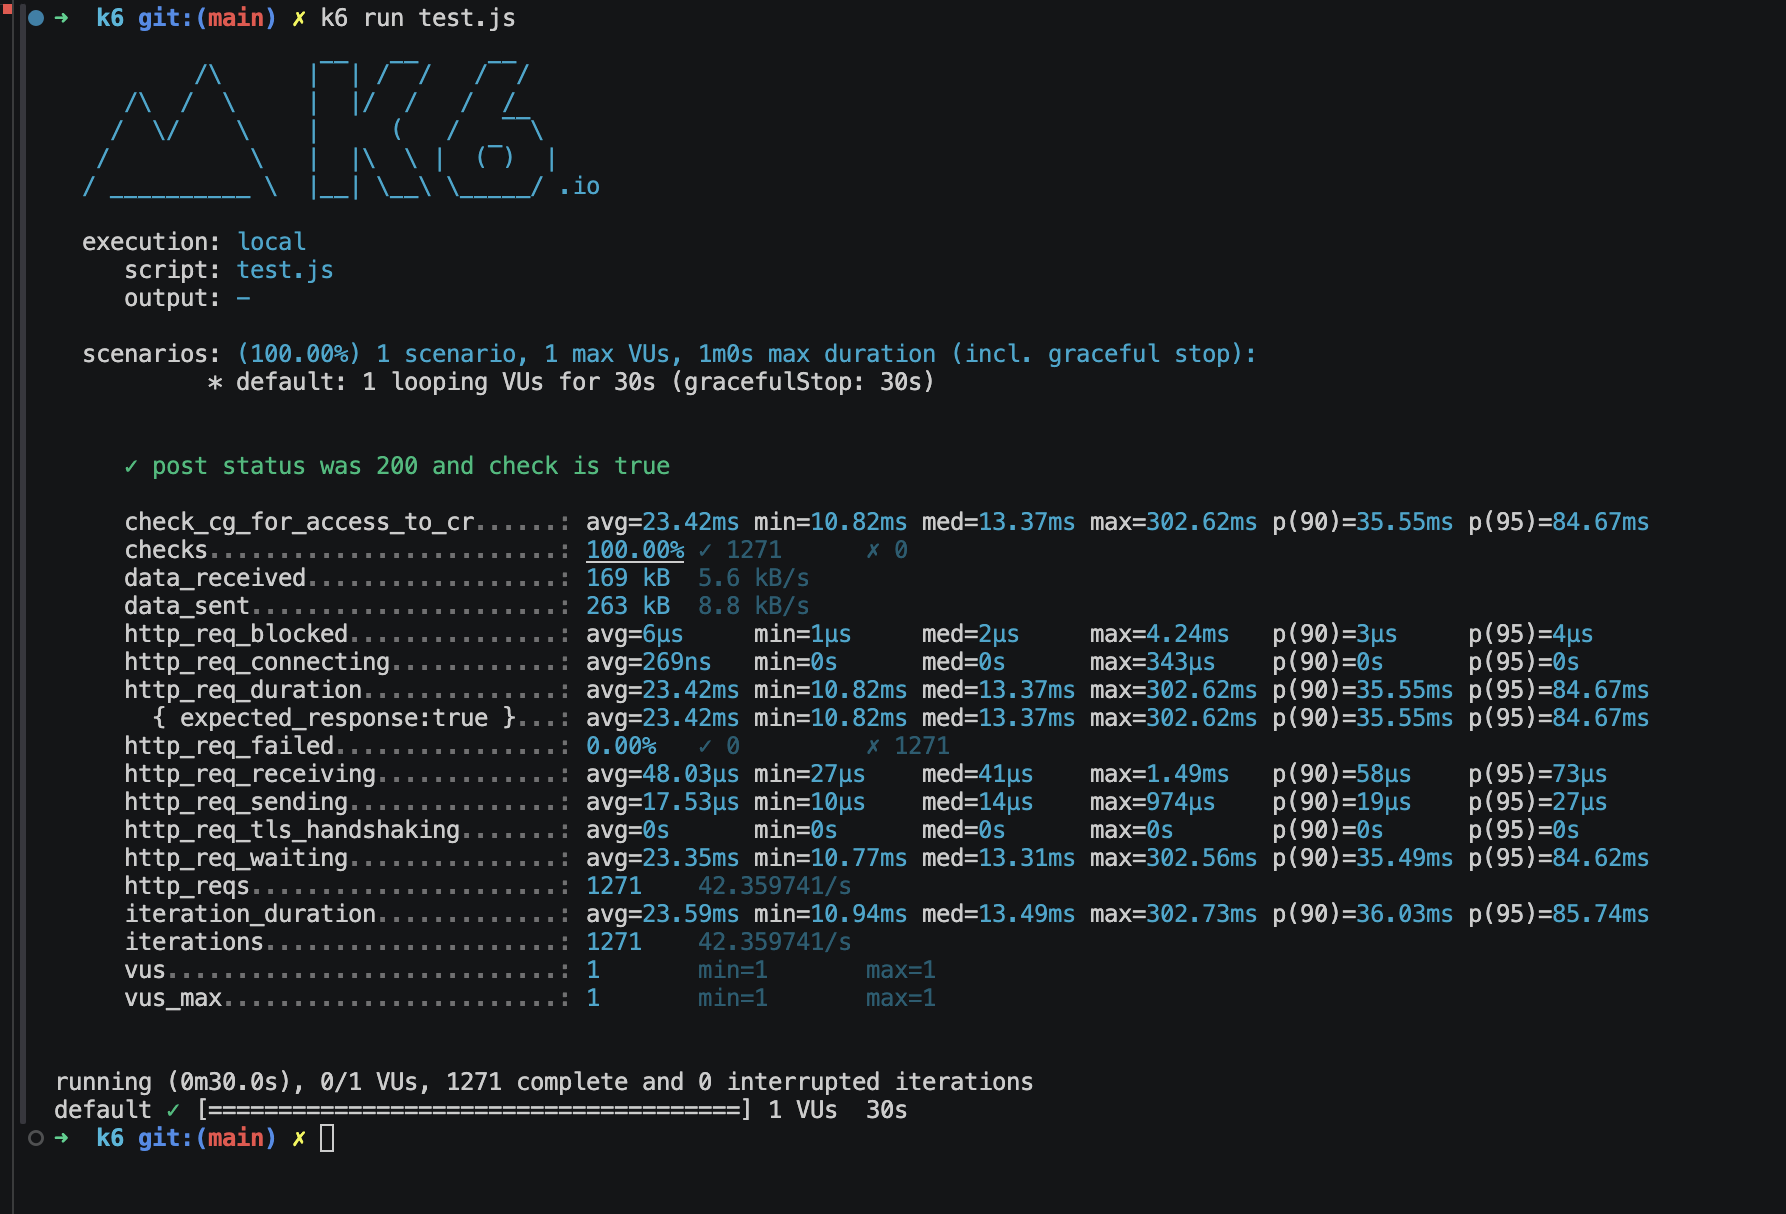 ➜  k6 git:(main) ✗ k6 run test.js

          /\      |‾‾| /‾‾/   /‾‾/
     /\  /  \     |  |/  /   /  /
    /  \/    \    |     (   /   ‾‾\
   /          \   |  |\  \ |  (‾)  |
  / __________ \  |__| \__\ \_____/ .io

  execution: local
     script: test.js
     output: -

  scenarios: (100.00%) 1 scenario, 1 max VUs, 1m0s max duration (incl. graceful stop):
           * default: 1 looping VUs for 30s (gracefulStop: 30s)

     ✓ post status was 200 and check is true

     check_cg_for_access_to_cr......: avg=23.42ms min=10.82ms med=13.37ms max=302.62ms p(90)=35.55ms p(95)=84.67ms
     checks.........................: 100.00% ✓ 1271      ✗ 0
     data_received..................: 169 kB  5.6 kB/s
     data_sent......................: 263 kB  8.8 kB/s
     http_req_blocked...............: avg=6µs     min=1µs     med=2µs     max=4.24ms   p(90)=3µs     p(95)=4µs
     http_req_connecting............: avg=269ns   min=0s      med=0s      max=343µs    p(90)=0s      p(95)=0s
     http_req_duration..............: avg=23.42ms min=10.82ms med=13.37ms max=302.62ms p(90)=35.55ms p(95)=84.67ms
       { expected_response:true }...: avg=23.42ms min=10.82ms med=13.37ms max=302.62ms p(90)=35.55ms p(95)=84.67ms
     http_req_failed................: 0.00%   ✓ 0         ✗ 1271
     http_req_receiving.............: avg=48.03µs min=27µs    med=41µs    max=1.49ms   p(90)=58µs    p(95)=73µs
     http_req_sending...............: avg=17.53µs min=10µs    med=14µs    max=974µs    p(90)=19µs    p(95)=27µs
     http_req_tls_handshaking.......: avg=0s      min=0s      med=0s      max=0s       p(90)=0s      p(95)=0s
     http_req_waiting...............: avg=23.35ms min=10.77ms med=13.31ms max=302.56ms p(90)=35.49ms p(95)=84.62ms
     http_reqs......................: 1271    42.359741/s
     iteration_duration.............: avg=23.59ms min=10.94ms med=13.49ms max=302.73ms p(90)=36.03ms p(95)=85.74ms
     iterations.....................: 1271    42.359741/s
     vus............................: 1       min=1       max=1
     vus_max........................: 1       min=1       max=1

running (0m30.0s), 0/1 VUs, 1271 complete and 0 interrupted iterations
default ✓ [======================================] 1 VUs  30s
➜  k6 git:(main) ✗